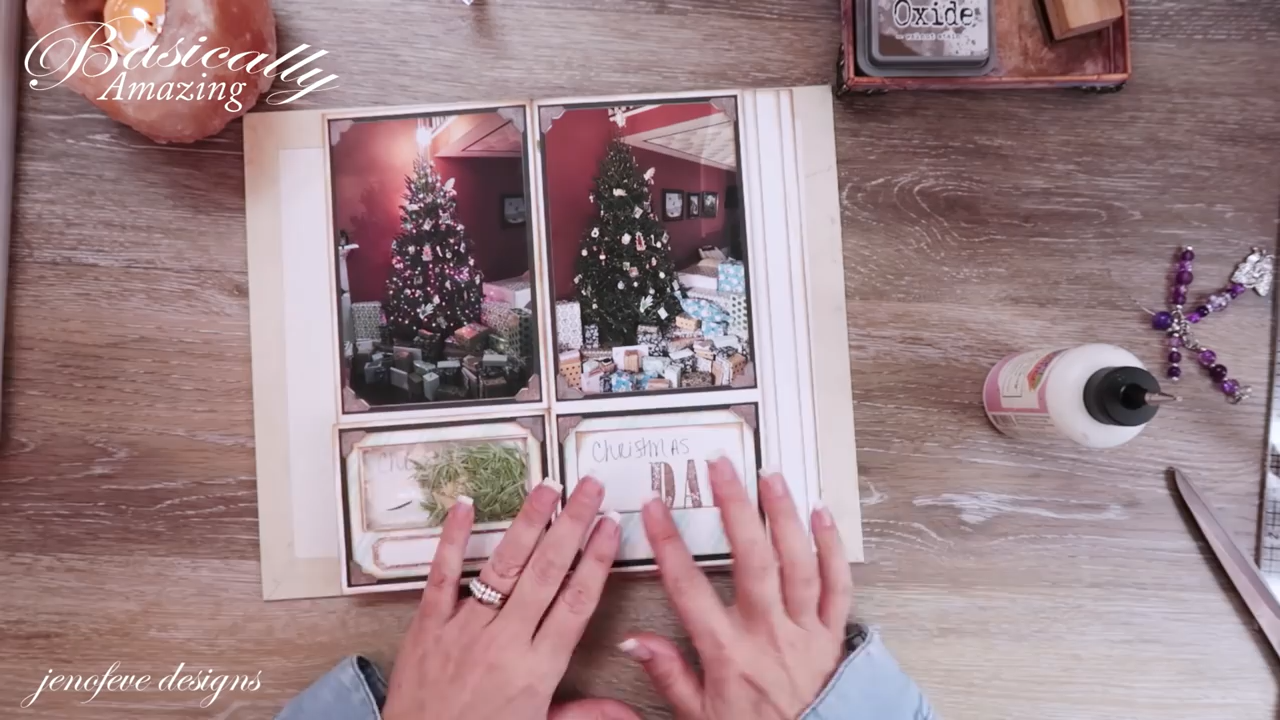 Basically
Amazing
Oxide
Christmas
DA
jenofeve designs